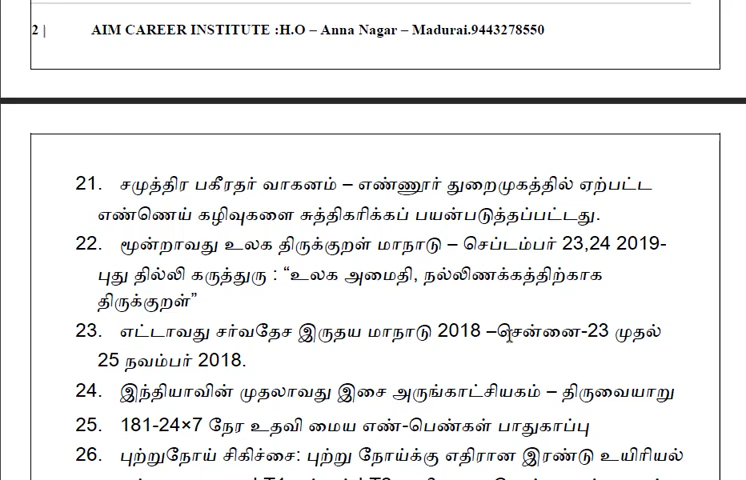 2 | AIM CAREER INSTITUTE :H.O – Anna Nagar – Madurai.9443278550
21. சமுத்திர பகீரதர் வாகனம் – எண்ணூர் துறைமுகத்தில் ஏற்பட்ட
எண்ணெய் கழிவுகளை சுத்திகரிக்கப் பயன்படுத்தப்பட்டது.
22. மூன்றாவது உலக திருக்குறள் மாநாடு – செப்டம்பர் 23,24 2019-
புது தில்லி கருத்துரு : “உலக அமைதி, நல்லிணக்கத்திற்காக
திருக்குறள்”
23. எட்டாவது சர்வதேச இருதய மாநாடு 2018 –சென்னை-23 முதல்
25 நவம்பர் 2018.
24. இந்தியாவின் முதலாவது இசை அருங்காட்சியகம் – திருவையாறு
25. 181-24×7 நேர உதவி மைய எண்-பெண்கள் பாதுகாப்பு
26. புற்றுநோய் சிகிச்சை: புற்று நோய்க்கு எதிரான இரண்டு உயிரியல்